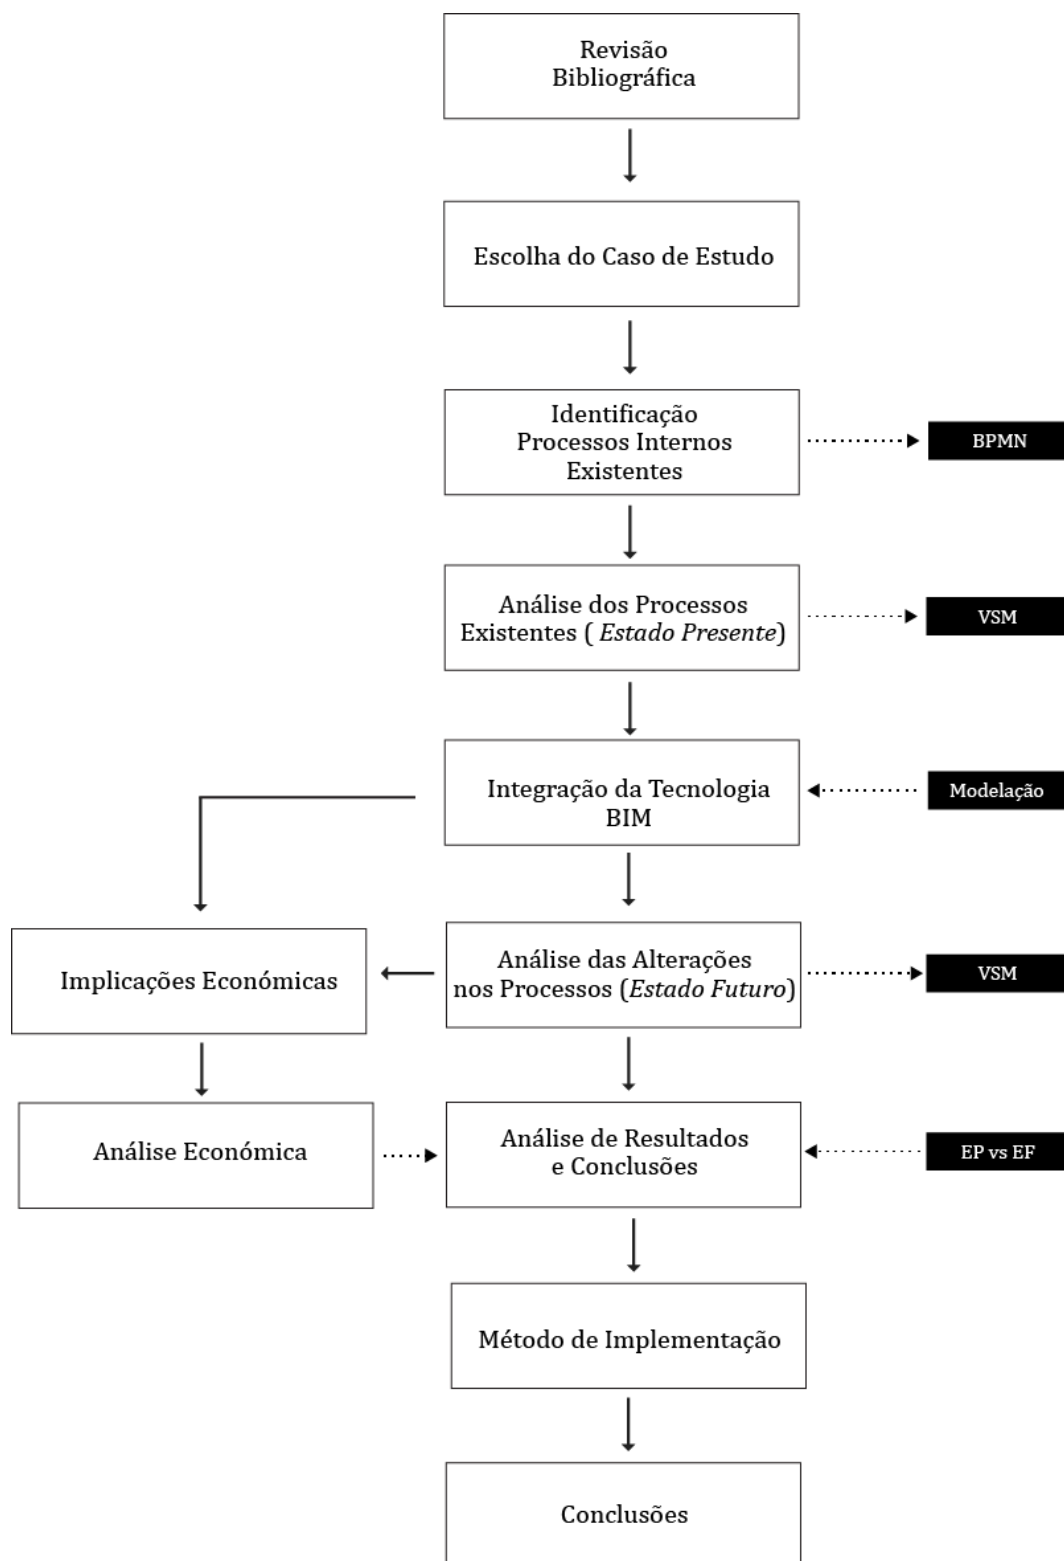 Revisão
Bibliográfica
Escolha do Caso de Estudo
Identificação
Processos Internos
Existentes
BPMN
Análise dos Processos
Existentes ( Estado Presente)
VSM
Integração da Tecnologia
BIM
Modelação
Implicações Económicas
Análise das Alterações
nos Processos (Estado Futuro)
VSM
Análise Económica
Análise de Resultados
e Conclusões
EP vs EF
Método de Implementação
Conclusões